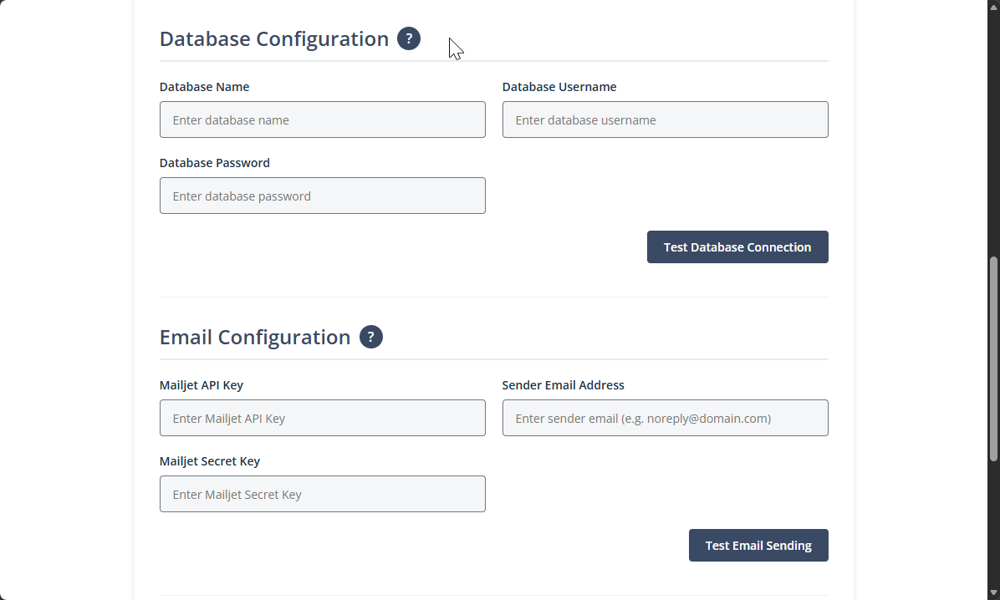 Database Configuration ?
Database Name
Database Username
Enter database name
Enter database username
Database Password
Enter database password
Test Database Connection
Email Configuration ?
Mailjet API Key
Sender Email Address
Enter Mailjet API Key
Enter sender email (e.g. noreply@domain.com)
Mailjet Secret Key
Enter Mailjet Secret Key
Test Email Sending